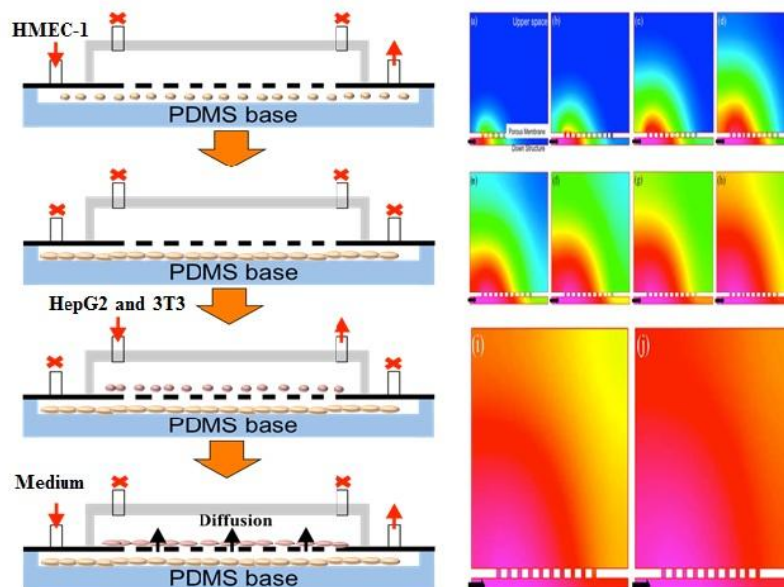 HMEC-1
PDMS base
PDMS base
HepG2 and 3T3
PDMS base
Medium
Diffusion
PDMS base
(a)
Upper space
Porous Membrane
Down Structure
(b)
(c)
(d)
(e)
(f)
(g)
(h)
(i)
(j)